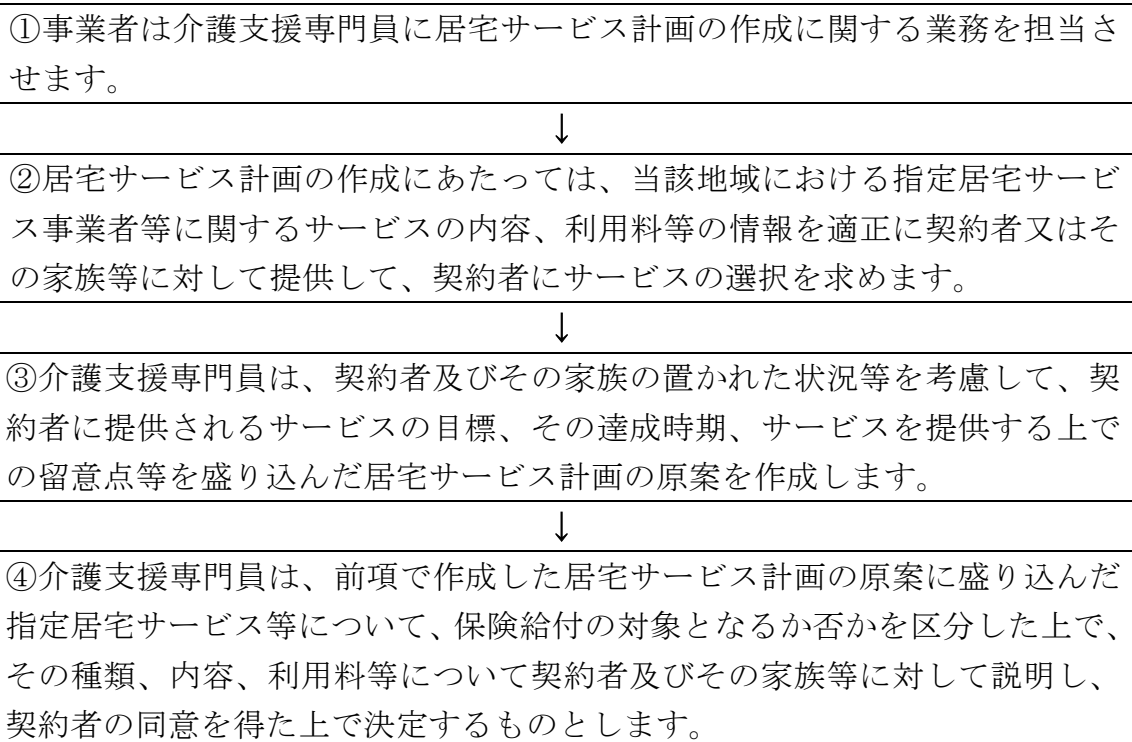 ①事業者は介護支援専門員に居宅サービス計画の作成に関する業務を担当さ
せます。
↓
②居宅サービス計画の作成にあたっては、当該地域における指定居宅サービ
ス事業者等に関するサービスの内容、利用料等の情報を適正に契約者又はそ
の家族等に対して提供して、契約者にサービスの選択を求めます。
↓
③介護支援専門員は、契約者及びその家族の置かれた状況等を考慮して、契
約者に提供されるサービスの目標、その達成時期、サービスを提供する上で
の留意点等を盛り込んだ居宅サービス計画の原案を作成します。
↓
④介護支援専門員は、前項で作成した居宅サービス計画の原案に盛り込んだ
指定居宅サービス等について、保険給付の対象となるか否かを区分した上で、
その種類、内容、利用料等について契約者及びその家族等に対して説明し、
契約者の同意を得た上で決定するものとします。